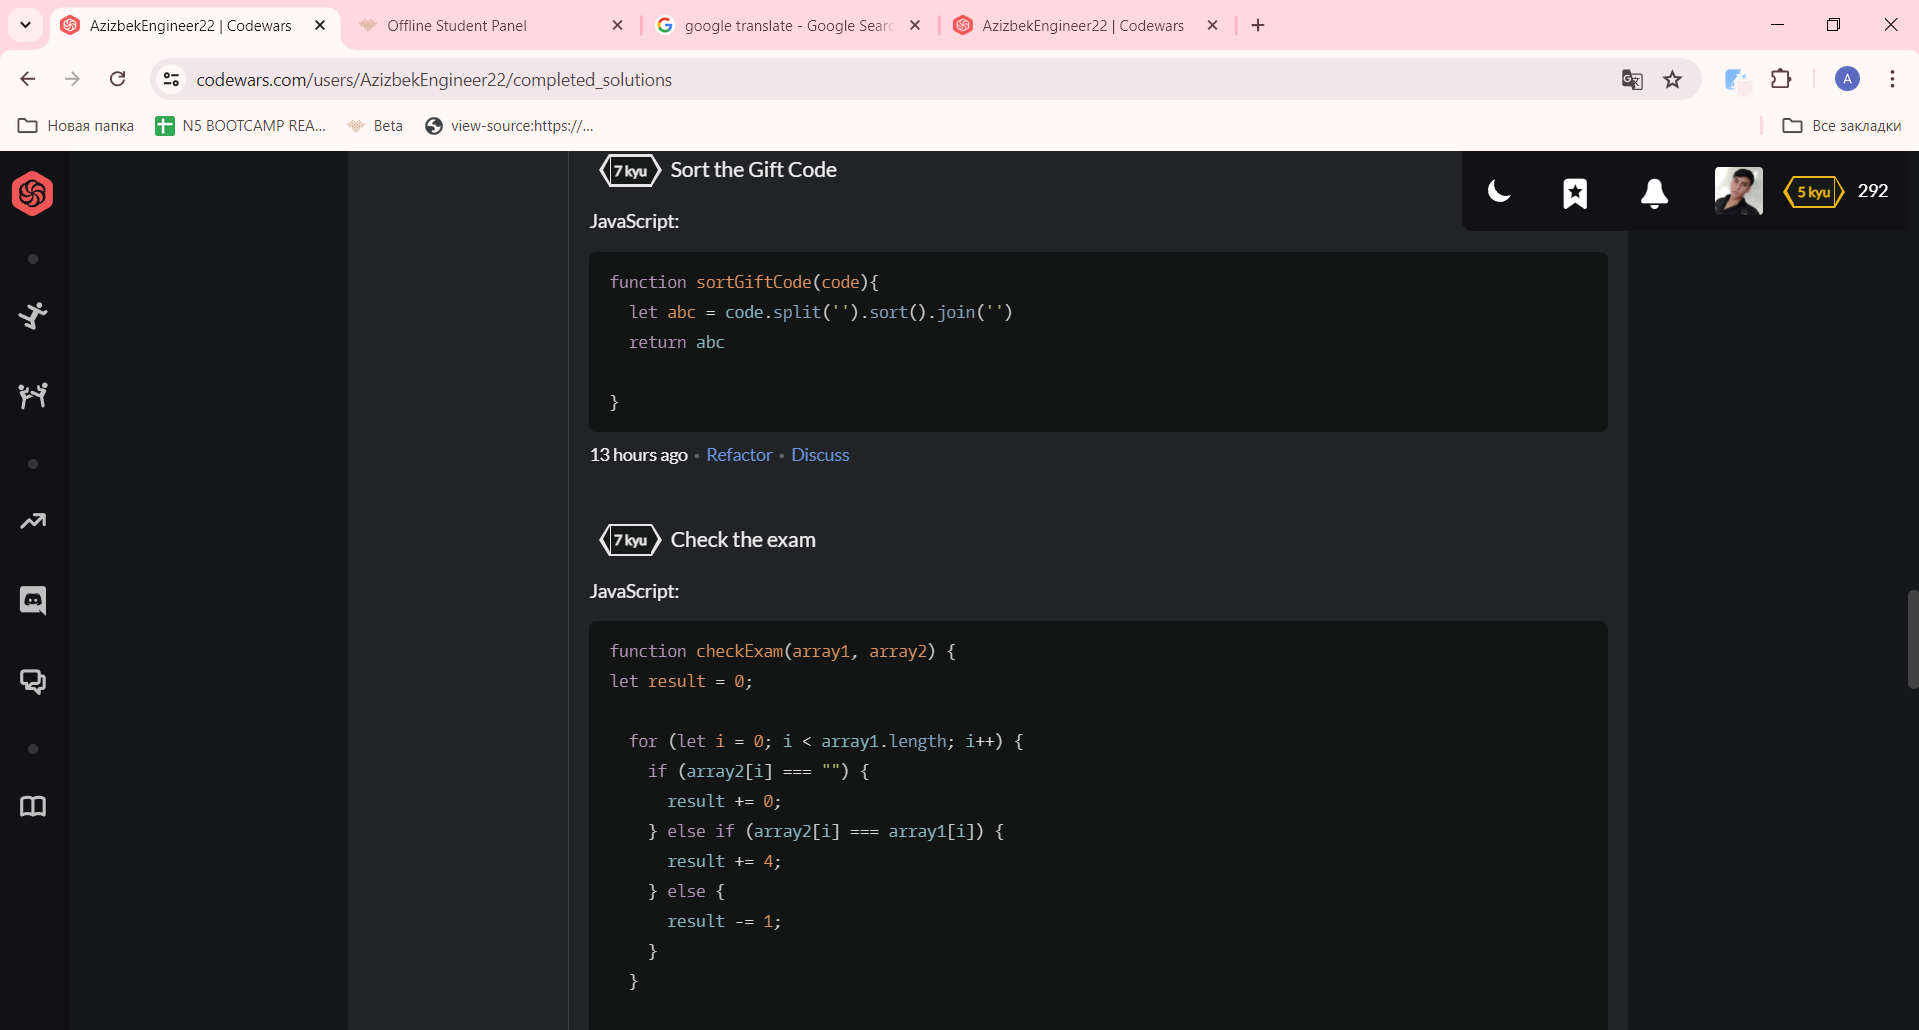 AzizbekEngineer22 | Codewars
Offline Student Panel
google translate - Google Searc
AzizbekEngineer22 | Codewars
codewars.com/users/AzizbekEngineer22/completed_solutions
A
Новая папка
N5 BOOTCAMP REA...
Beta
view-source:https://...
Все закладки
7 kyu Sort the Gift Code
5 kyu 292
JavaScript:
function sortGiftCode(code){
let abc = code.split('').sort().join('')
return abc
}
13 hours ago • Refactor • Discuss
7 kyu Check the exam
JavaScript:
function checkExam(array1, array2) {
let result = 0;
for (let i = 0; i < array1.length; i++) {
if (array2[i] === "") {
result += 0;
} else if (array2[i] === array1[i]) {
result += 4;
} else {
result -= 1;
}
}